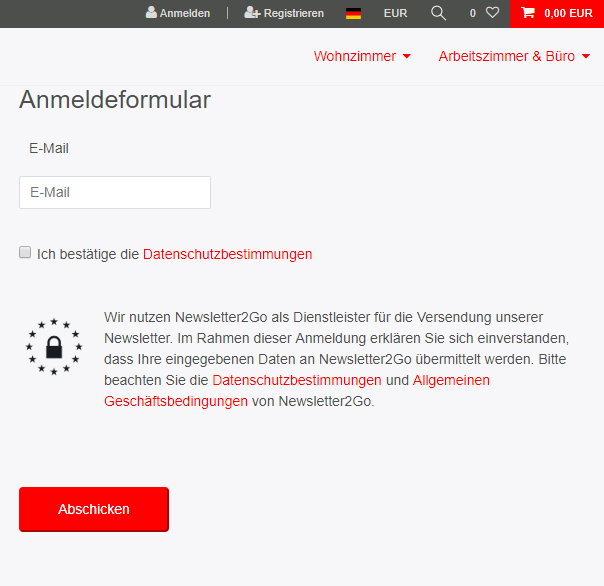 Anmelden | Registrieren EUR 0 0,00 EUR
Wohnzimmer Arbeitszimmer & Büro
Anmeldeformular
E-Mail
E-Mail
Ich bestätige die Datenschutzbestimmungen
Wir nutzen Newsletter2Go als Dienstleister für die Versendung unserer
Newsletter. Im Rahmen dieser Anmeldung erklären Sie sich einverstanden,
dass Ihre eingegebenen Daten an Newsletter2Go übermittelt werden. Bitte
beachten Sie die Datenschutzbestimmungen und Allgemeinen
Geschäftsbedingungen von Newsletter2Go.
Abschicken